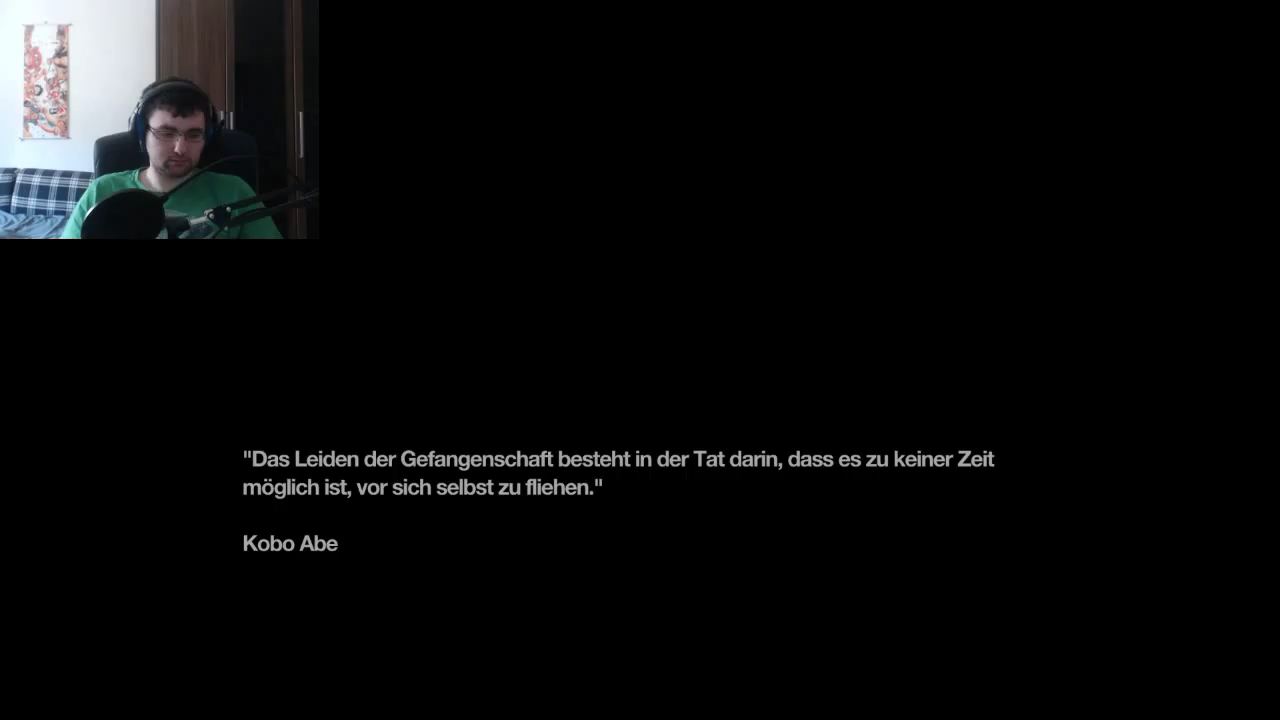 "Das Leiden der Gefangenschaft besteht in der Tat darin, dass es zu keiner Zeit
möglich ist, vor sich selbst zu fliehen."
Kobo Abe